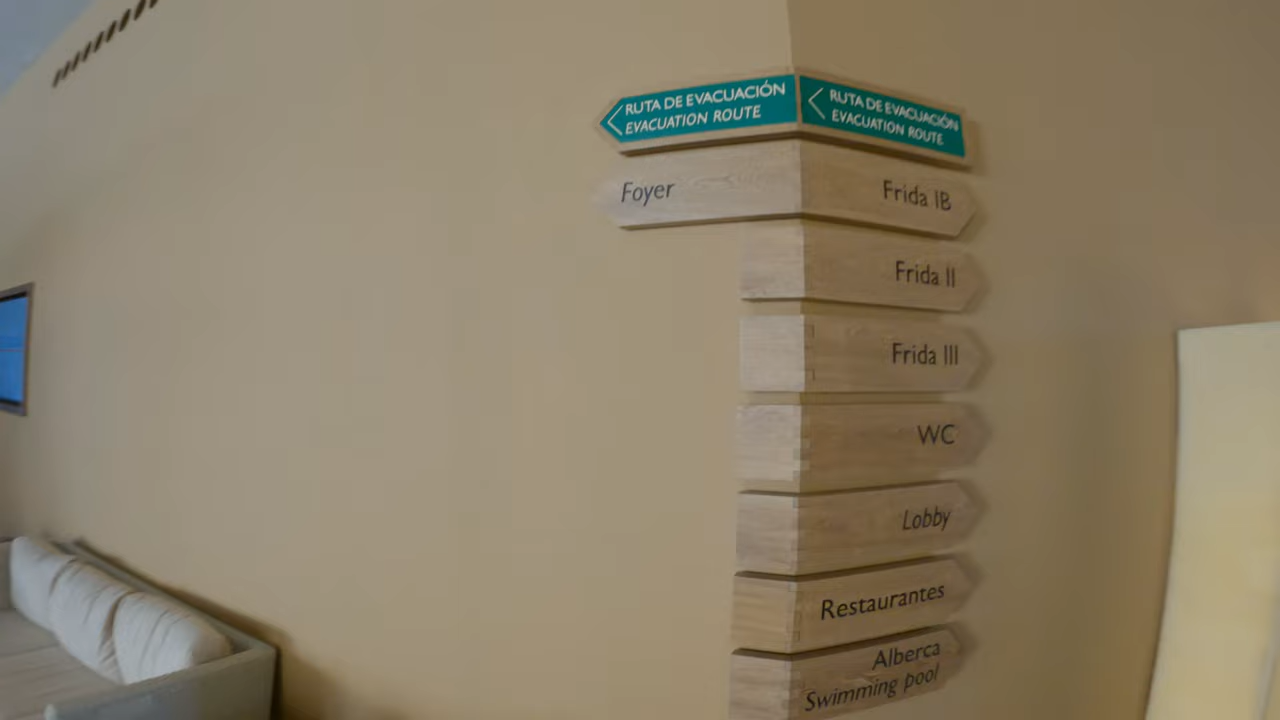 RUTA DE EVACUACIÓN
EVACUATION ROUTE
RUTA DE EVACUACIÓN
EVACUATION ROUTE
Foyer
Frida IB
Frida II
Frida III
WC
Lobby
Restaurantes
Alberca
Swimming pool